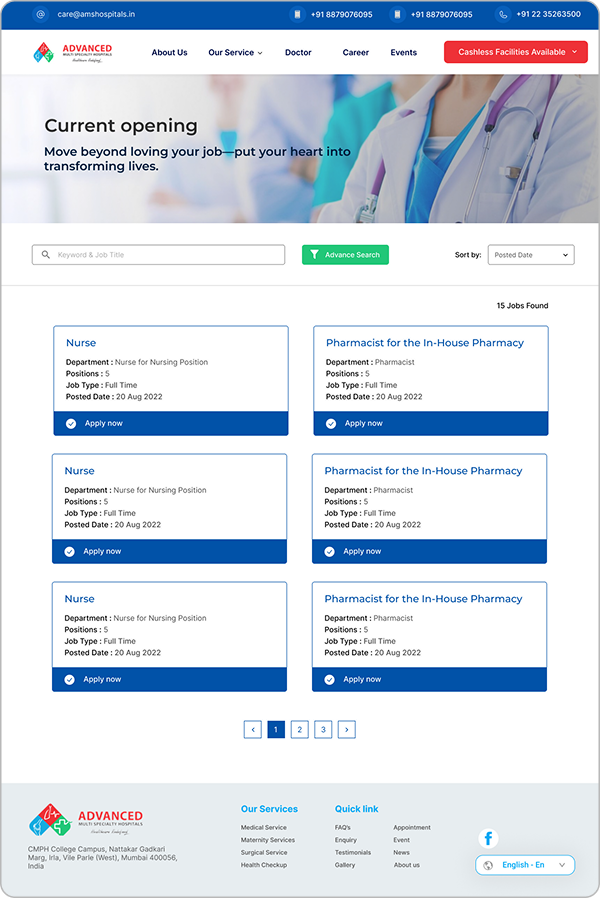 care@amshospitals.in
+91 8879076095
+91 8879076095
+91 22 35263500
ADVANCED
MULTI SPECIALTY HOSPITALS
Healthcare Changing!
About Us
Our Service
Doctor
Career
Events
Cashless Facilities Available
Current opening
Move beyond loving your job—put your heart into
transforming lives.
Keyword & Job Title
Advance Search
Sort by:
Posted Date
15 Jobs Found
Nurse
Department : Nurse for Nursing Position
Positions : 5
Job Type : Full Time
Posted Date : 20 Aug 2022
Apply now
Pharmacist for the In-House Pharmacy
Department : Pharmacist
Positions : 5
Job Type : Full Time
Posted Date : 20 Aug 2022
Apply now
Nurse
Department : Nurse for Nursing Position
Positions : 5
Job Type : Full Time
Posted Date : 20 Aug 2022
Apply now
Pharmacist for the In-House Pharmacy
Department : Pharmacist
Positions : 5
Job Type : Full Time
Posted Date : 20 Aug 2022
Apply now
Nurse
Department : Nurse for Nursing Position
Positions : 5
Job Type : Full Time
Posted Date : 20 Aug 2022
Apply now
Pharmacist for the In-House Pharmacy
Department : Pharmacist
Positions : 5
Job Type : Full Time
Posted Date : 20 Aug 2022
Apply now
‹ 1 2 3 ›
ADVANCED
MULTI SPECIALTY HOSPITALS
Healthcare Changing!
CMPH College Campus, Nattakar Gadkari
Marg, Irla, Vile Parle (West), Mumbai 400056,
India
Our Services
Medical Service
Maternity Services
Surgical Service
Health Checkup
Quick link
FAQ's
Enquiry
Testimonials
Gallery
Appointment
Event
News
About us
English - En